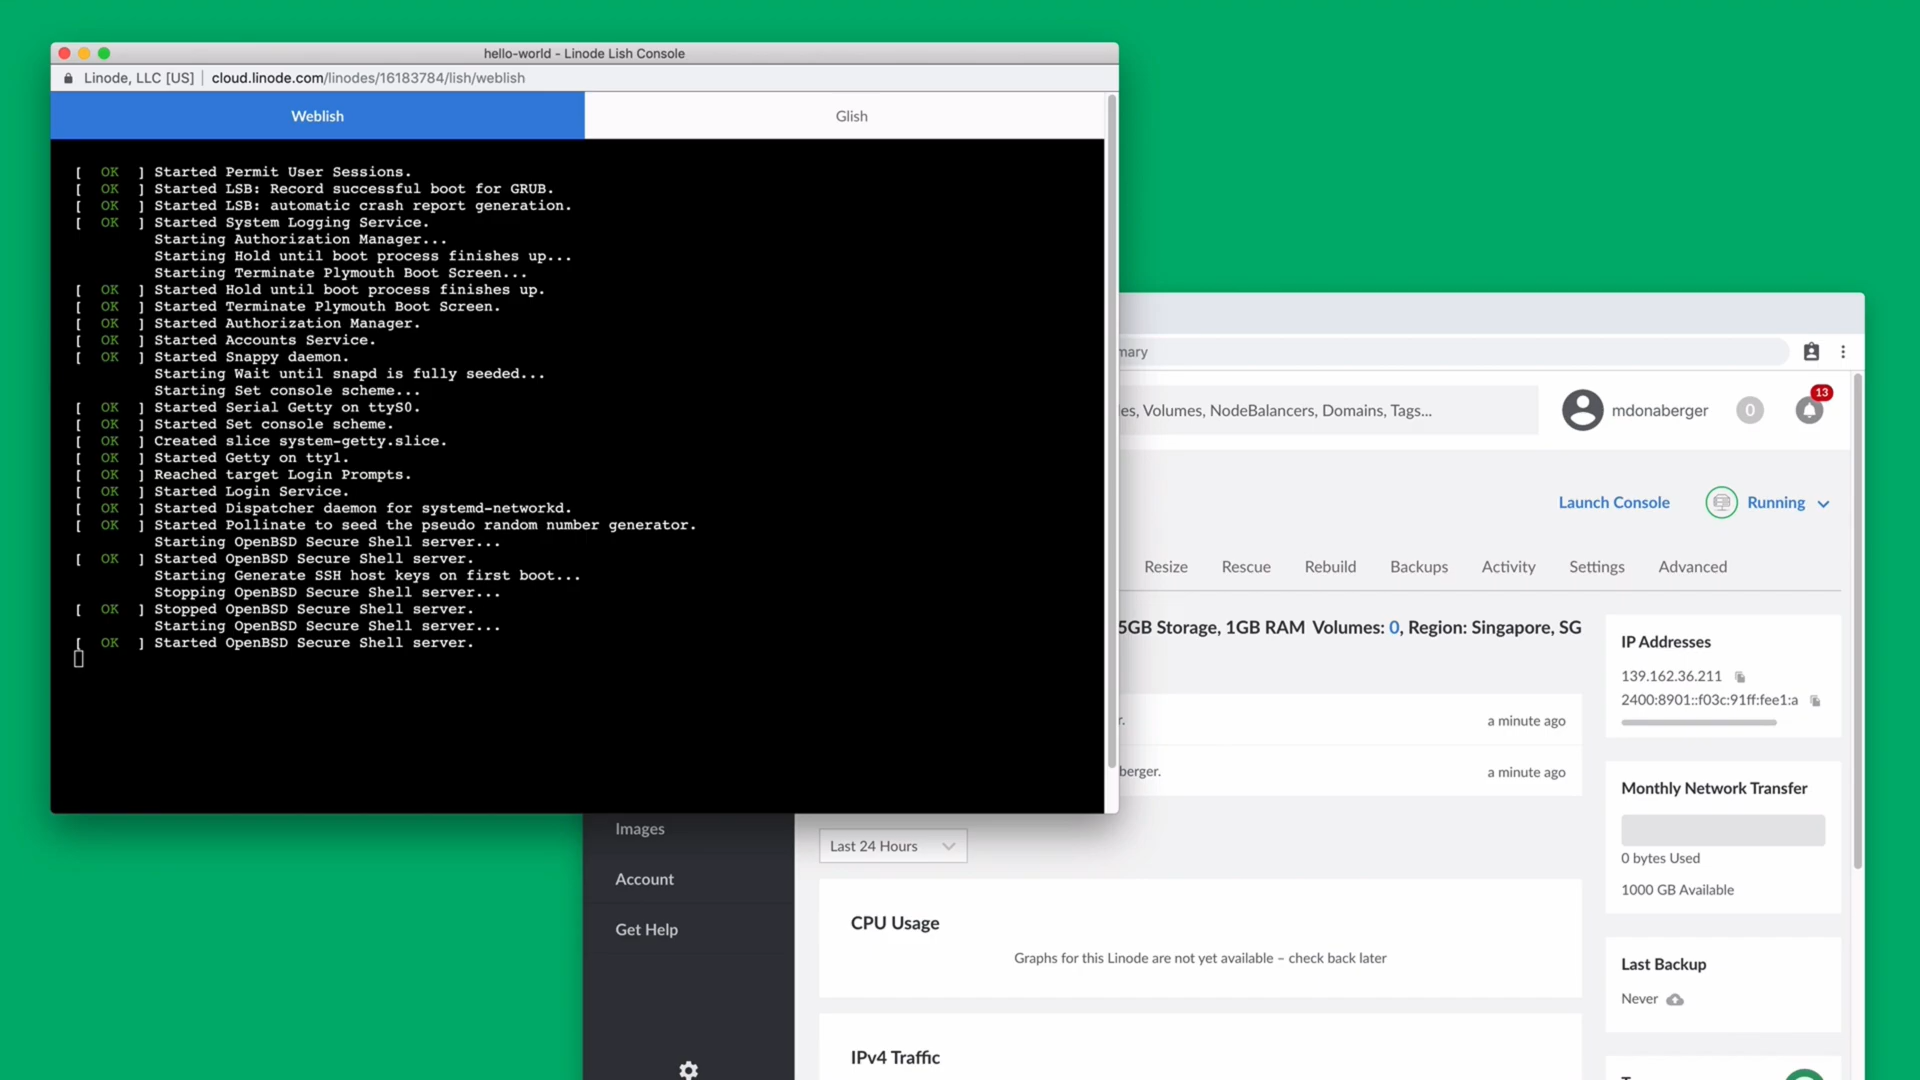 hello-world - Linode Lish Console
Linode, LLC [US] | cloud.linode.com/linodes/16183784/lish/weblish
Weblish
Glish
[ OK ] Started Permit User Sessions.
[ OK ] Started LSB: Record successful boot for GRUB.
[ OK ] Started LSB: automatic crash report generation.
[ OK ] Started System Logging Service.
Starting Authorization Manager...
Starting Hold until boot process finishes up...
Starting Terminate Plymouth Boot Screen...
[ OK ] Started Hold until boot process finishes up.
[ OK ] Started Terminate Plymouth Boot Screen.
[ OK ] Started Authorization Manager.
[ OK ] Started Accounts Service.
[ OK ] Started Snappy daemon.
Starting Wait until snapd is fully seeded...
Starting Set console scheme...
[ OK ] Started Serial Getty on ttyS0.
[ OK ] Started Set console scheme.
[ OK ] Created slice system-getty.slice.
[ OK ] Started Getty on tty1.
[ OK ] Reached target Login Prompts.
[ OK ] Started Login Service.
[ OK ] Started Dispatcher daemon for systemd-networkd.
[ OK ] Started Pollinate to seed the pseudo random number generator.
Starting OpenBSD Secure Shell server...
[ OK ] Started OpenBSD Secure Shell server.
Starting Generate SSH host keys on first boot...
Stopping OpenBSD Secure Shell server...
[ OK ] Stopped OpenBSD Secure Shell server.
Starting OpenBSD Secure Shell server...
[ OK ] Started OpenBSD Secure Shell server.
mary
es, Volumes, NodeBalancers, Domains, Tags...
mdonaberger
0
13
Launch Console
Running
Resize
Rescue
Rebuild
Backups
Activity
Settings
Advanced
5GB Storage, 1GB RAM Volumes: 0, Region: Singapore, SG
r.
a minute ago
berger.
a minute ago
IP Addresses
139.162.36.211
2400:8901::f03c:91ff:fee1:a
Monthly Network Transfer
0 bytes Used
1000 GB Available
Last Backup
Never
Images
Account
Get Help
Last 24 Hours
CPU Usage
Graphs for this Linode are not yet available – check back later
IPv4 Traffic